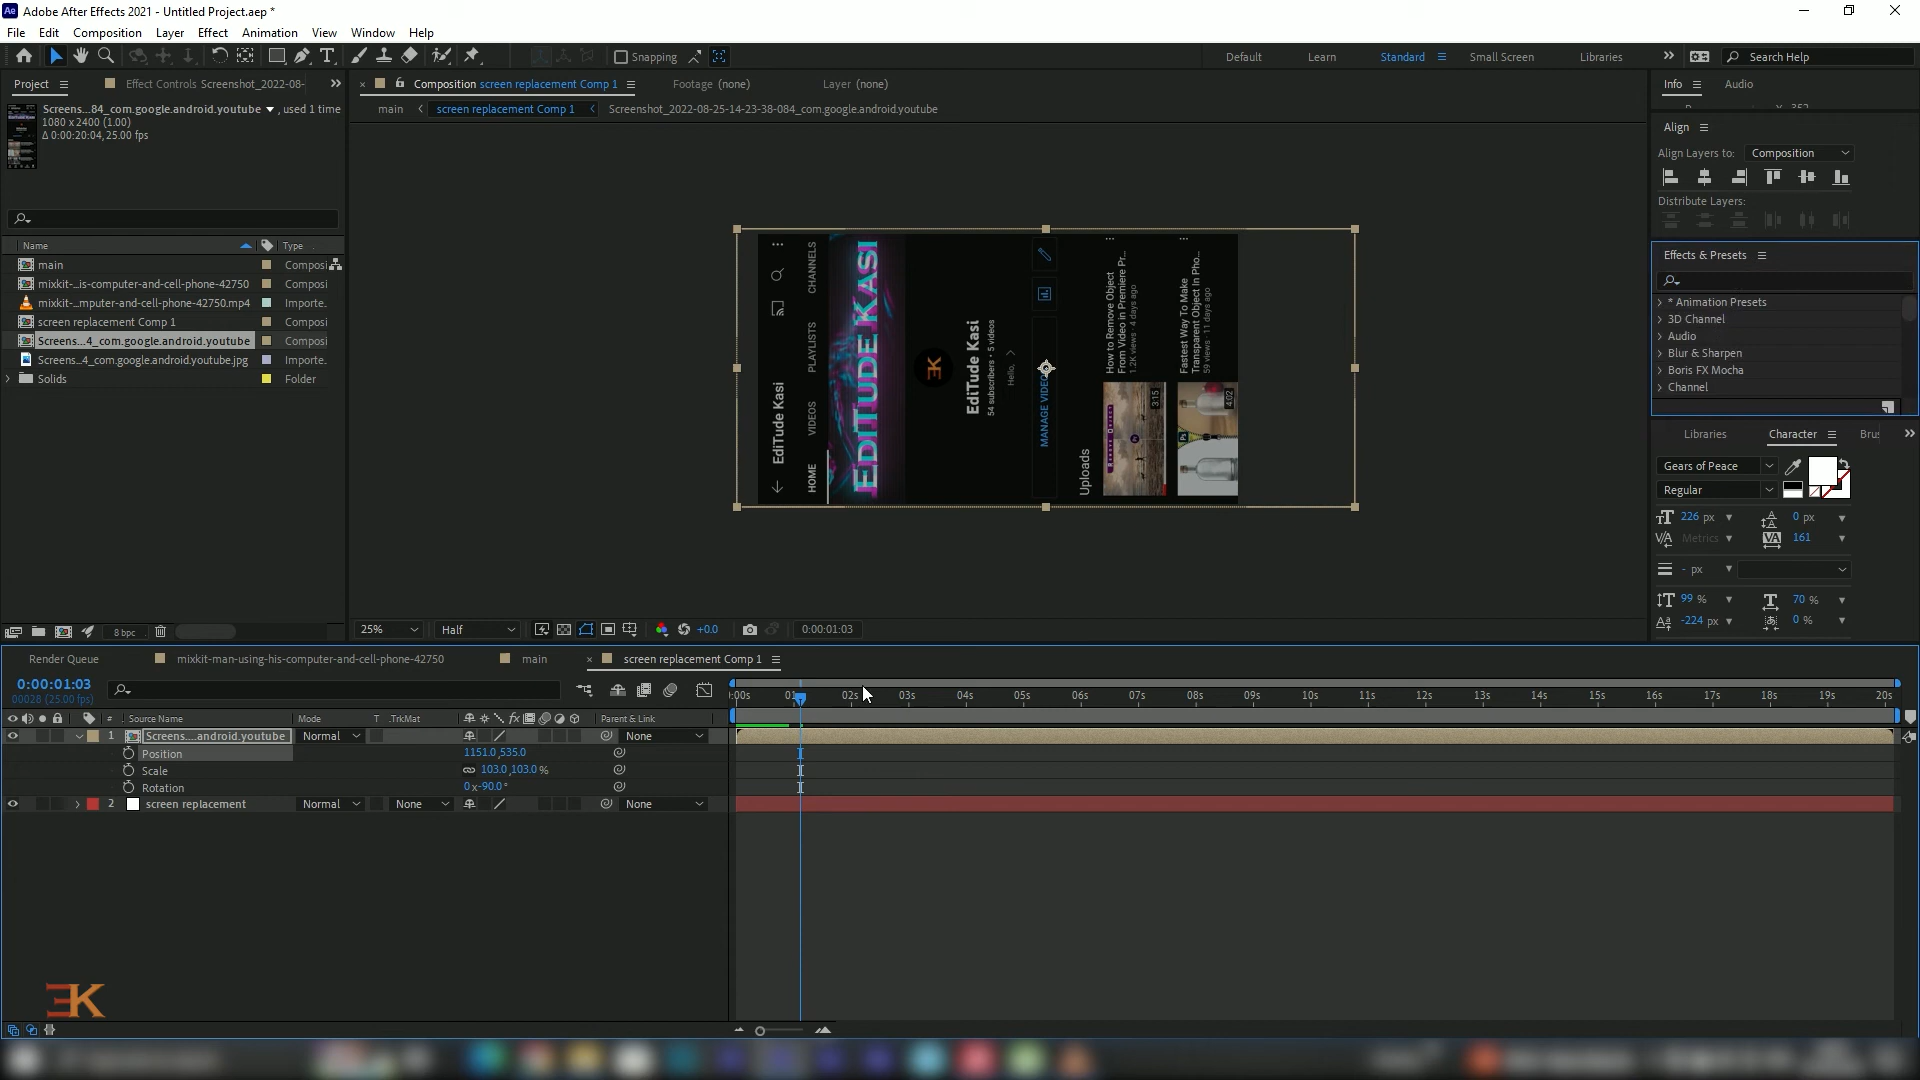 Ae Adobe After Effects 2021 - Untitled Project.aep *
File Edit Composition Layer Effect Animation View Window Help
Snapping Default Learn Standard Small Screen Libraries Search Help
Project Effect Controls Screenshot_2022-08-
Composition screen replacement Comp 1 Footage (none) Layer (none)
Info Audio
Screens...84_com.google.android.youtube , used 1 time
1080 x 2400 (1.00)
Δ 0:00:20:04, 25.00 fps
main screen replacement Comp 1 Screenshot_2022-08-25-14-23-38-084_com.google.android.youtube
Align
Align Layers to: Composition
Distribute Layers:
Name Type
main Composi
mixkit-...is-computer-and-cell-phone-42750 Composi
mixkit-...mputer-and-cell-phone-42750.mp4 Importe.
screen replacement Comp 1 Composi
Screens...4_com.google.android.youtube Composi
Screens...4_com.google.android.youtube.jpg Importe.
Solids Folder
EdiTude Kasi
HOME VIDEOS PLAYLISTS CHANNELS
EDITUDE KASI
EK
EdiTude Kasi
54 subscribers • 5 videos
Hello,
MANAGE VIDEO
Uploads
REMOVE OBJECT
3:15
How to Remove Object
From Video in Premiere Pr...
1.2K views · 4 days ago
Ps
4:02
Fastest Way To Make
Transparent Object In Pho...
59 views · 11 days ago
Effects & Presets
* Animation Presets
3D Channel
Audio
Blur & Sharpen
Boris FX Mocha
Channel
Libraries Character Bru
Gears of Peace
Regular
226 px 0 px
Metrics 161
- px
99 % 70 %
-224 px 0 %
8 bpc
25% Half +0.0 0:00:01:03
Render Queue mixkit-man-using-his-computer-and-cell-phone-42750 main screen replacement Comp 1
0:00:01:03
00028 (25.00 fps)
:00s 01 02s 03s 04s 05s 06s 07s 08s 09s 10s 11s 12s 13s 14s 15s 16s 17s 18s 19s 20s
# Source Name Mode T .TrkMat fx Parent & Link
1 Screens....android.youtube Normal None
Position 1151.0,535.0
Scale 103.0,103.0 %
Rotation 0x-90.0°
2 screen replacement Normal None None
EK